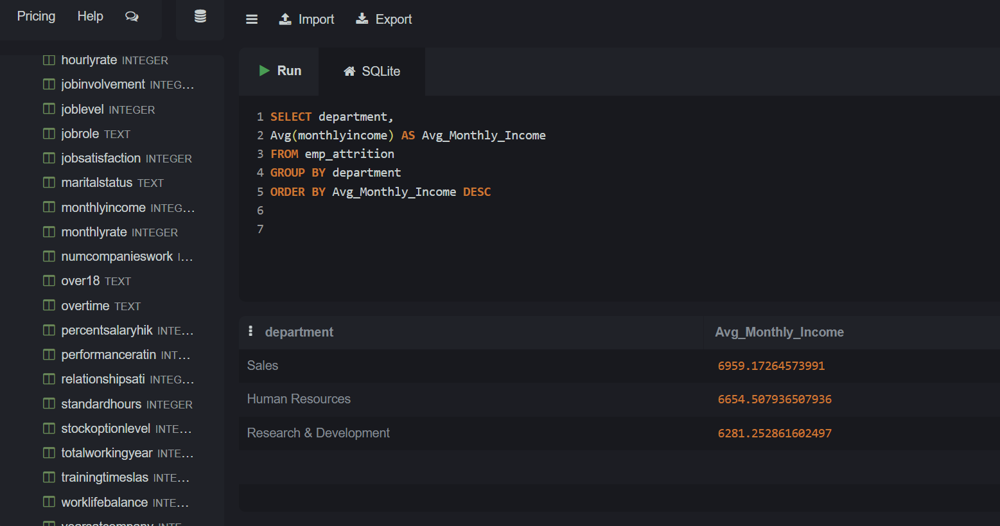 Pricing Help
Import Export
hourlyrate INTEGER
jobinvolvement INTEG...
joblevel INTEGER
jobrole TEXT
jobsatisfaction INTEGER
maritalstatus TEXT
monthlyincome INTEG...
monthlyrate INTEGER
numcompanieswork I...
over18 TEXT
overtime TEXT
percentsalaryhik INTE...
performanceratin INT...
relationshipsati INTEG...
standardhours INTEGER
stockoptionlevel INTE...
totalworkingyear INTE...
trainingtimeslas INTE...
worklifebalance INTE...
Run SQLite
1 SELECT department,
2 Avg(monthlyincome) AS Avg_Monthly_Income
3 FROM emp_attrition
4 GROUP BY department
5 ORDER BY Avg_Monthly_Income DESC
6
7
department Avg_Monthly_Income
Sales 6959.17264573991
Human Resources 6654.507936507936
Research & Development 6281.252861602497